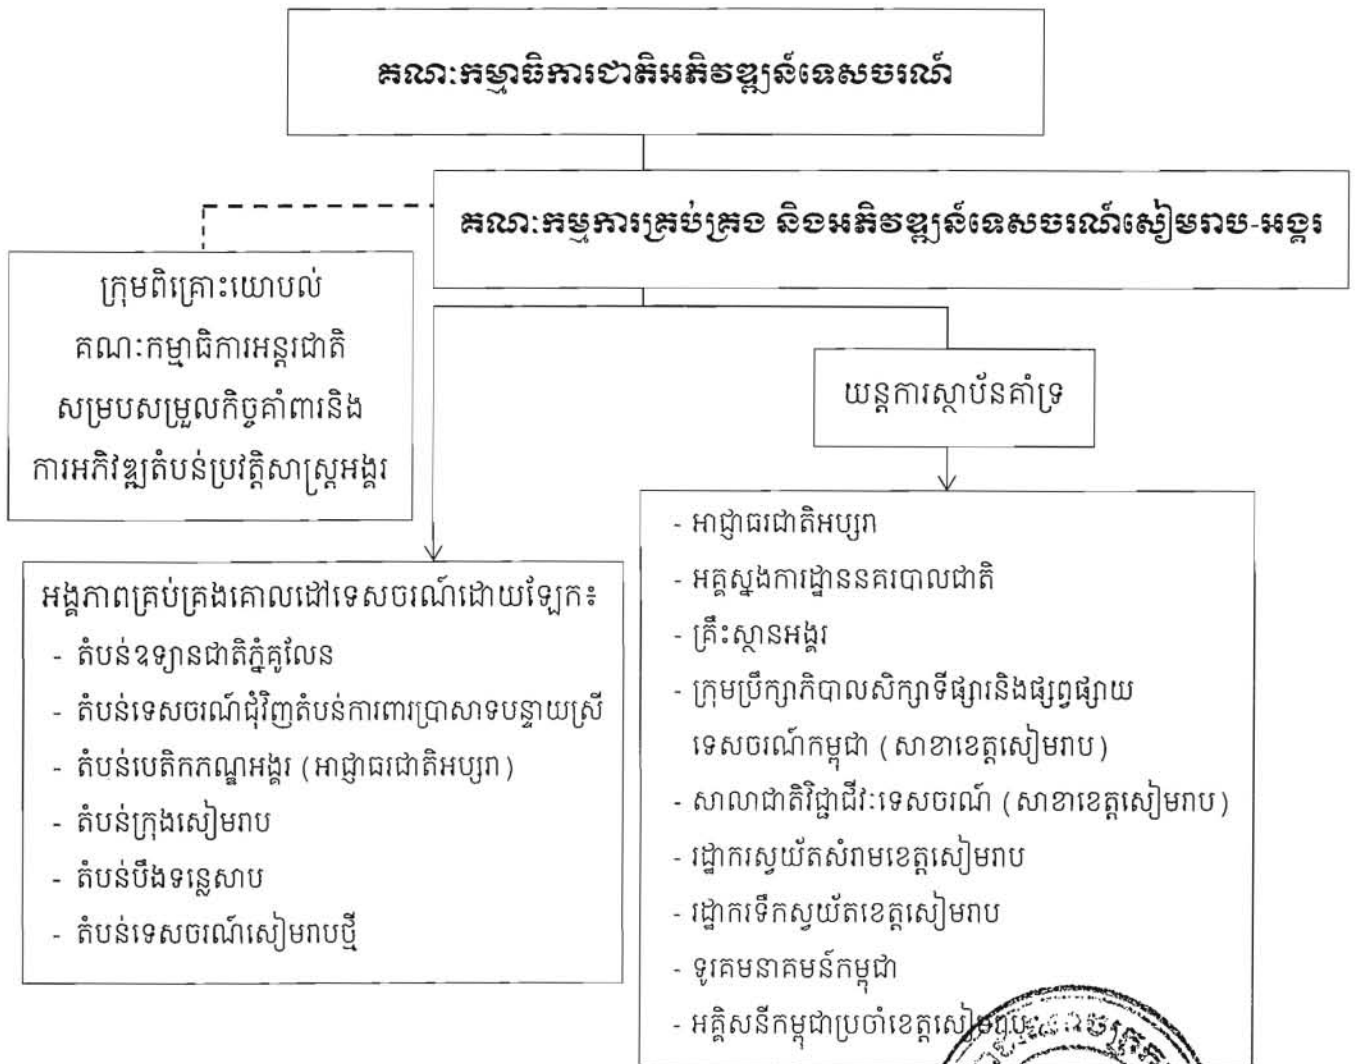 គណៈកម្មាធិការជាតិអភិវឌ្ឍន៍ទេសចរណ៍
គណៈកម្មការគ្រប់គ្រង និងអភិវឌ្ឍន៍ទេសចរណ៍សៀមរាប-អង្គរ
ក្រុមពិគ្រោះយោបល់
គណៈកម្មាធិការអន្តរជាតិ
សម្របសម្រួលកិច្ចគាំពារនិង
ការអភិវឌ្ឍតំបន់ប្រវត្តិសាស្ត្រអង្គរ
យន្តការស្ថាប័នគាំទ្រ
អង្គភាពគ្រប់គ្រងគោលដៅទេសចរណ៍ដោយឡែក៖
- តំបន់ឧទ្យានជាតិភ្នំគូលែន
- តំបន់ទេសចរណ៍ជុំវិញតំបន់ការពារប្រាសាទបន្ទាយស្រី
- តំបន់បេតិកភណ្ឌអង្គរ (អាជ្ញាធរជាតិអប្សរា)
- តំបន់ក្រុងសៀមរាប
- តំបន់បឹងទន្លេសាប
- តំបន់ទេសចរណ៍សៀមរាបថ្មី
- អាជ្ញាធរជាតិអប្សរា
- អគ្គស្នងការដ្ឋាននគរបាលជាតិ
- គ្រឹះស្ថានអង្គរ
- ក្រុមប្រឹក្សាភិបាលសិក្សាទីផ្សារនិងផ្សព្វផ្សាយ
ទេសចរណ៍កម្ពុជា (សាខាខេត្តសៀមរាប)
- សាលាជាតិវិជ្ជាជីវៈទេសចរណ៍ (សាខាខេត្តសៀមរាប)
- រដ្ឋាករស្វយ័តសំរាមខេត្តសៀមរាប
- រដ្ឋាករទឹកស្វយ័តខេត្តសៀមរាប
- ទូរគមនាគមន៍កម្ពុជា
- អគ្គិសនីកម្ពុជាប្រចាំខេត្តសៀមរាប